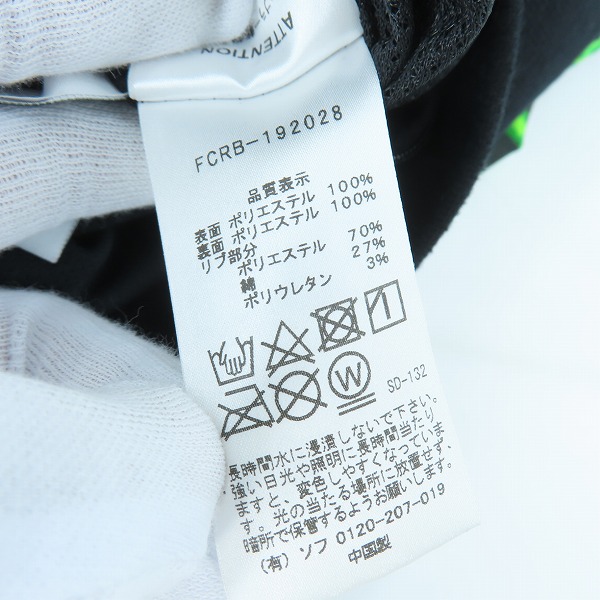 ATTENTION
FCRB-192028
品質表示
表面 ポリエステル 100%
裏面 ポリエステル 100%
リブ部分
ポリエステル 70%
綿 27%
ポリウレタン 3%
W
SD-132
長時間水に浸漬しないで下さい。
強い日光や照明に長時間当たり
ますと、変色しやすくなっていま
す。光の当たる場所に放置せず、
暗所で保管するようお願いします。
(有) ソフ 0120-207-019
中国製